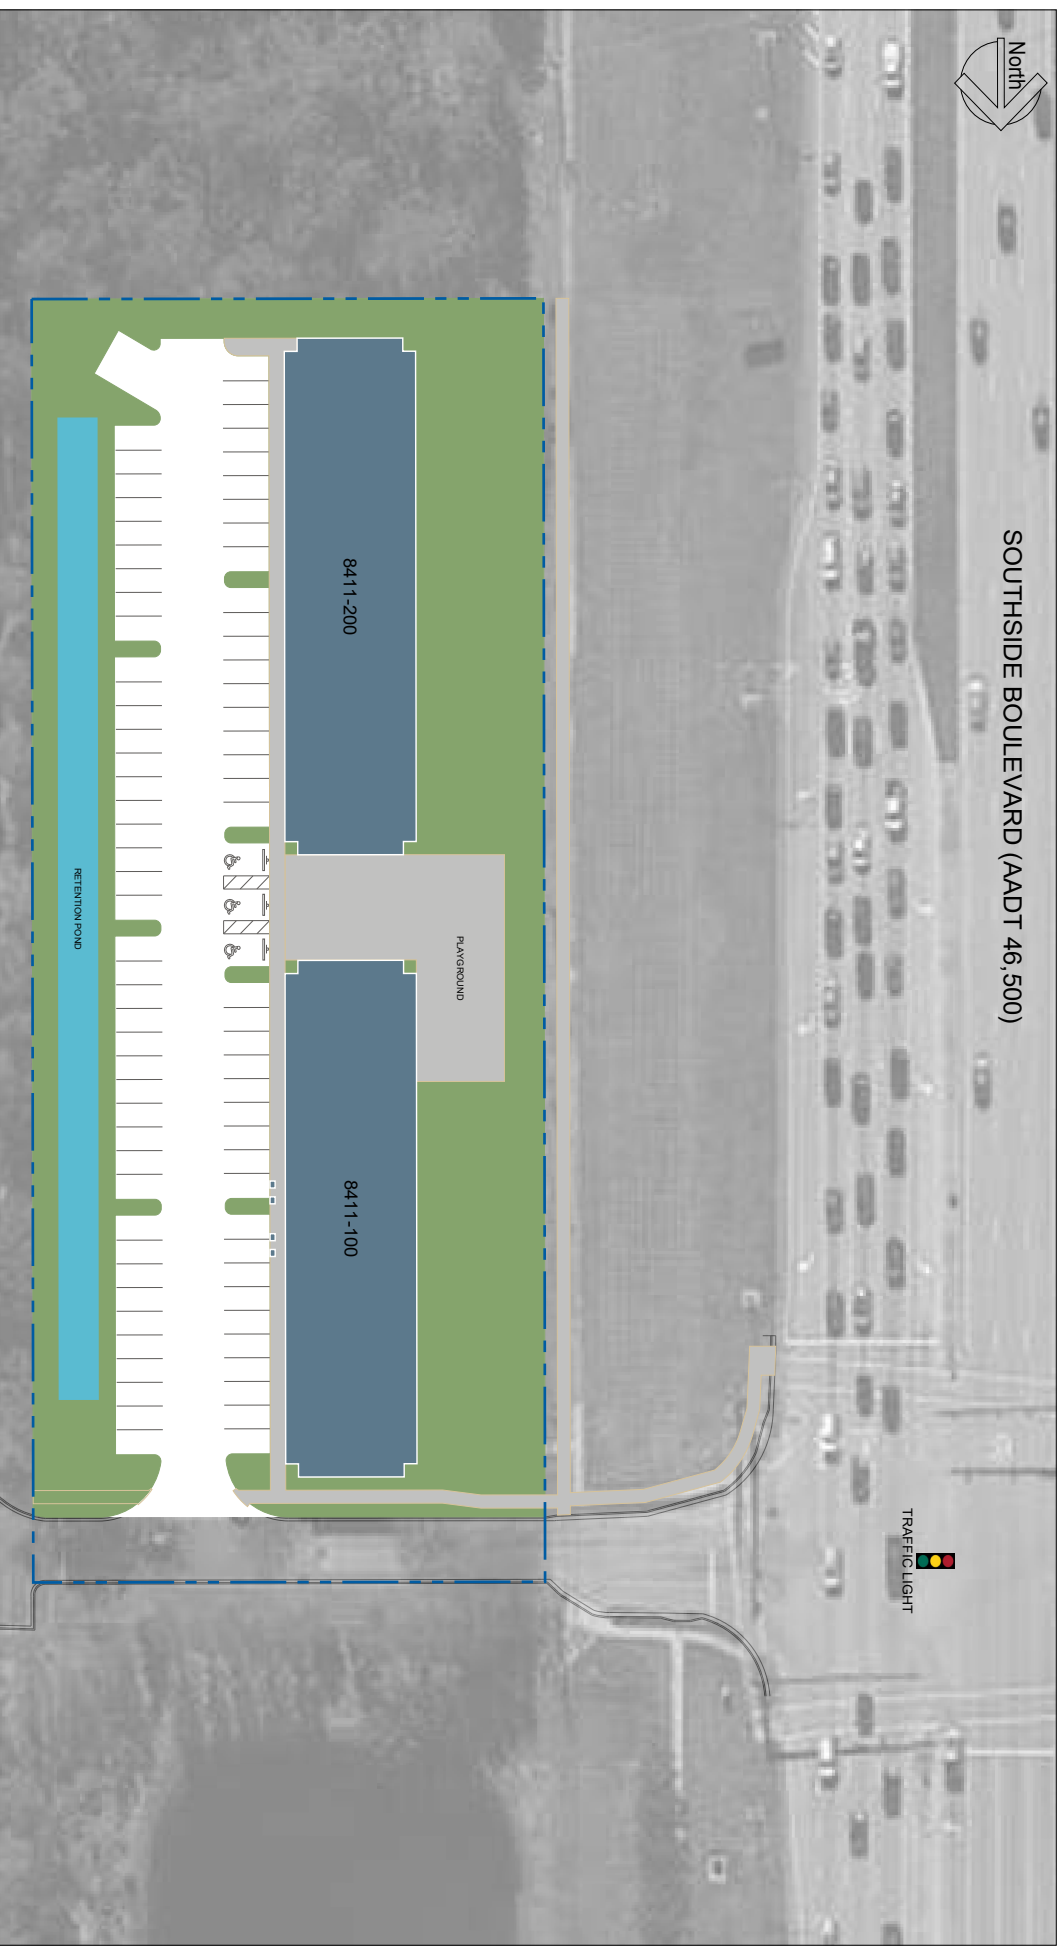 North
SOUTHSIDE BOULEVARD (AADT 46,500)
TRAFFIC LIGHT
PLAYGROUND
8411-200
8411-100
RETENTION POND